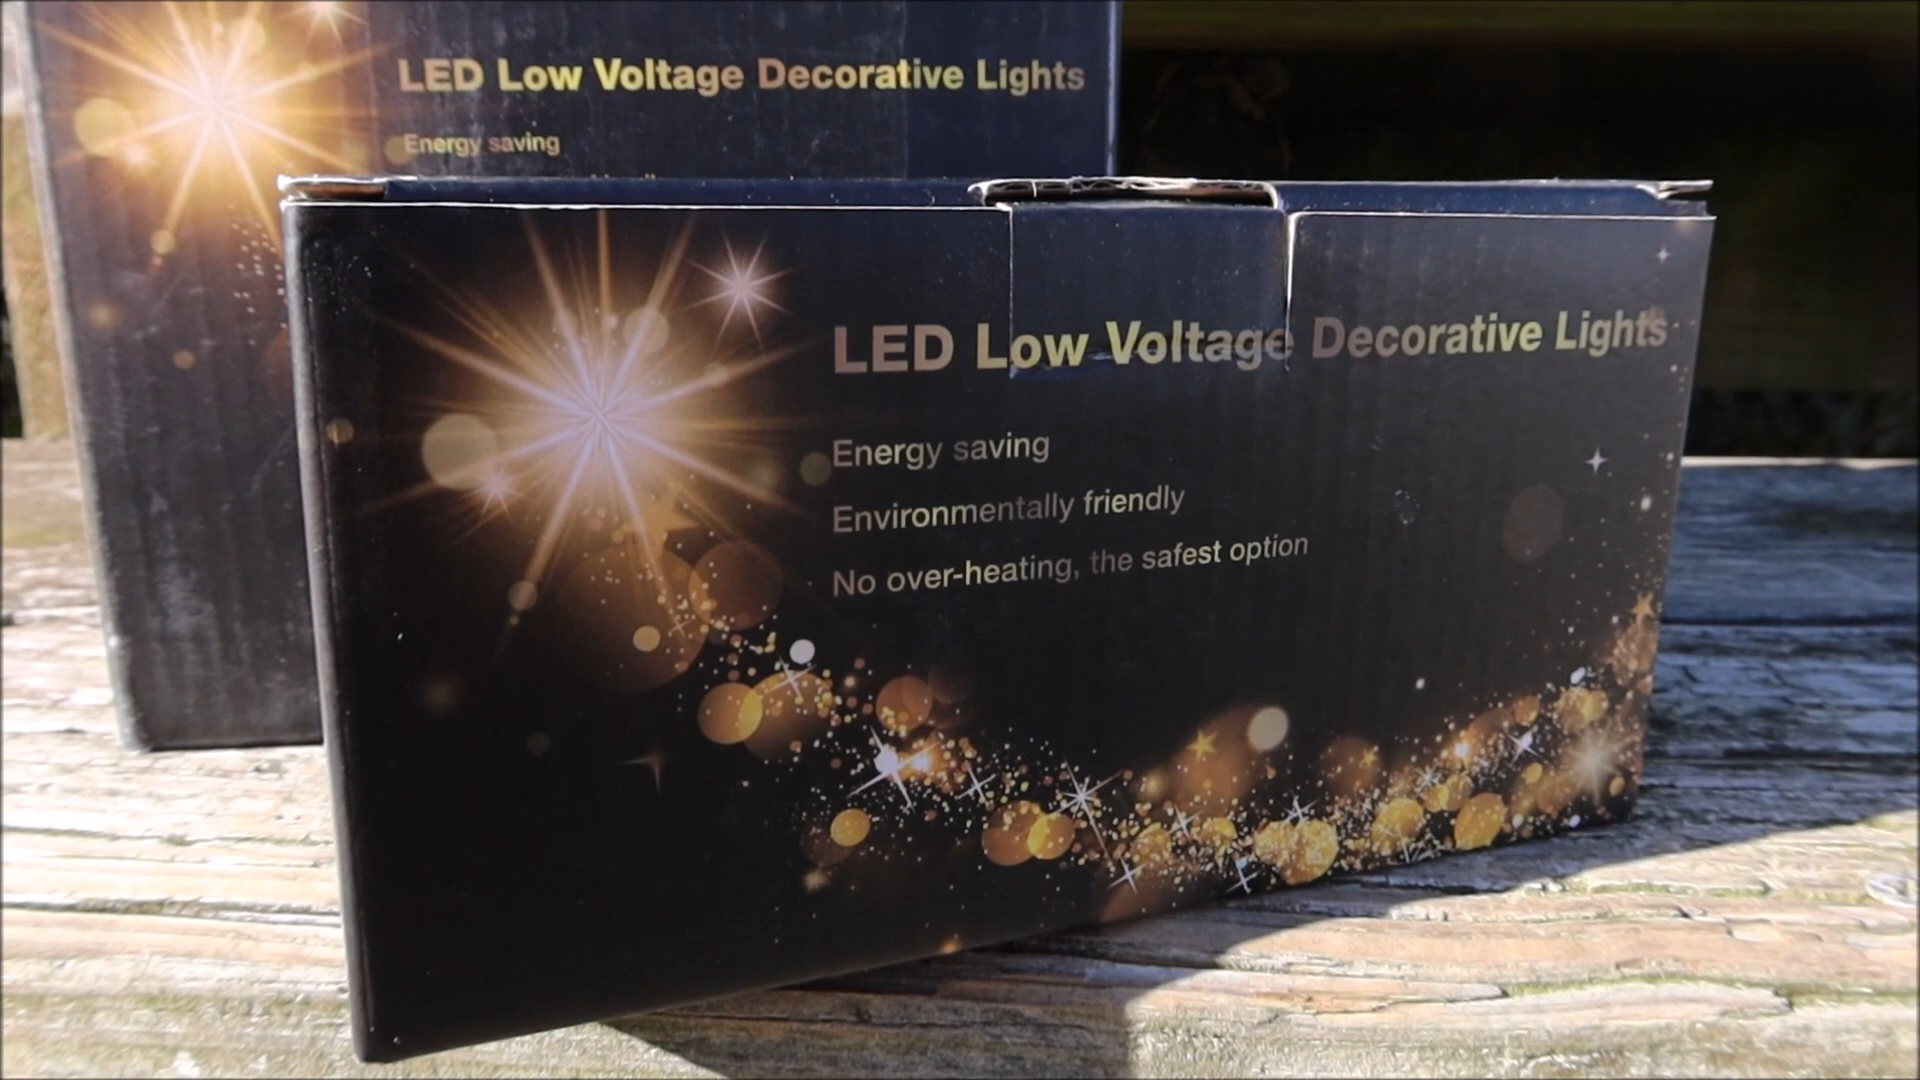 LED Low Voltage Decorative Lights
Energy saving
LED Low Voltage Decorative Lights
Energy saving
Environmentally friendly
No over-heating, the safest option